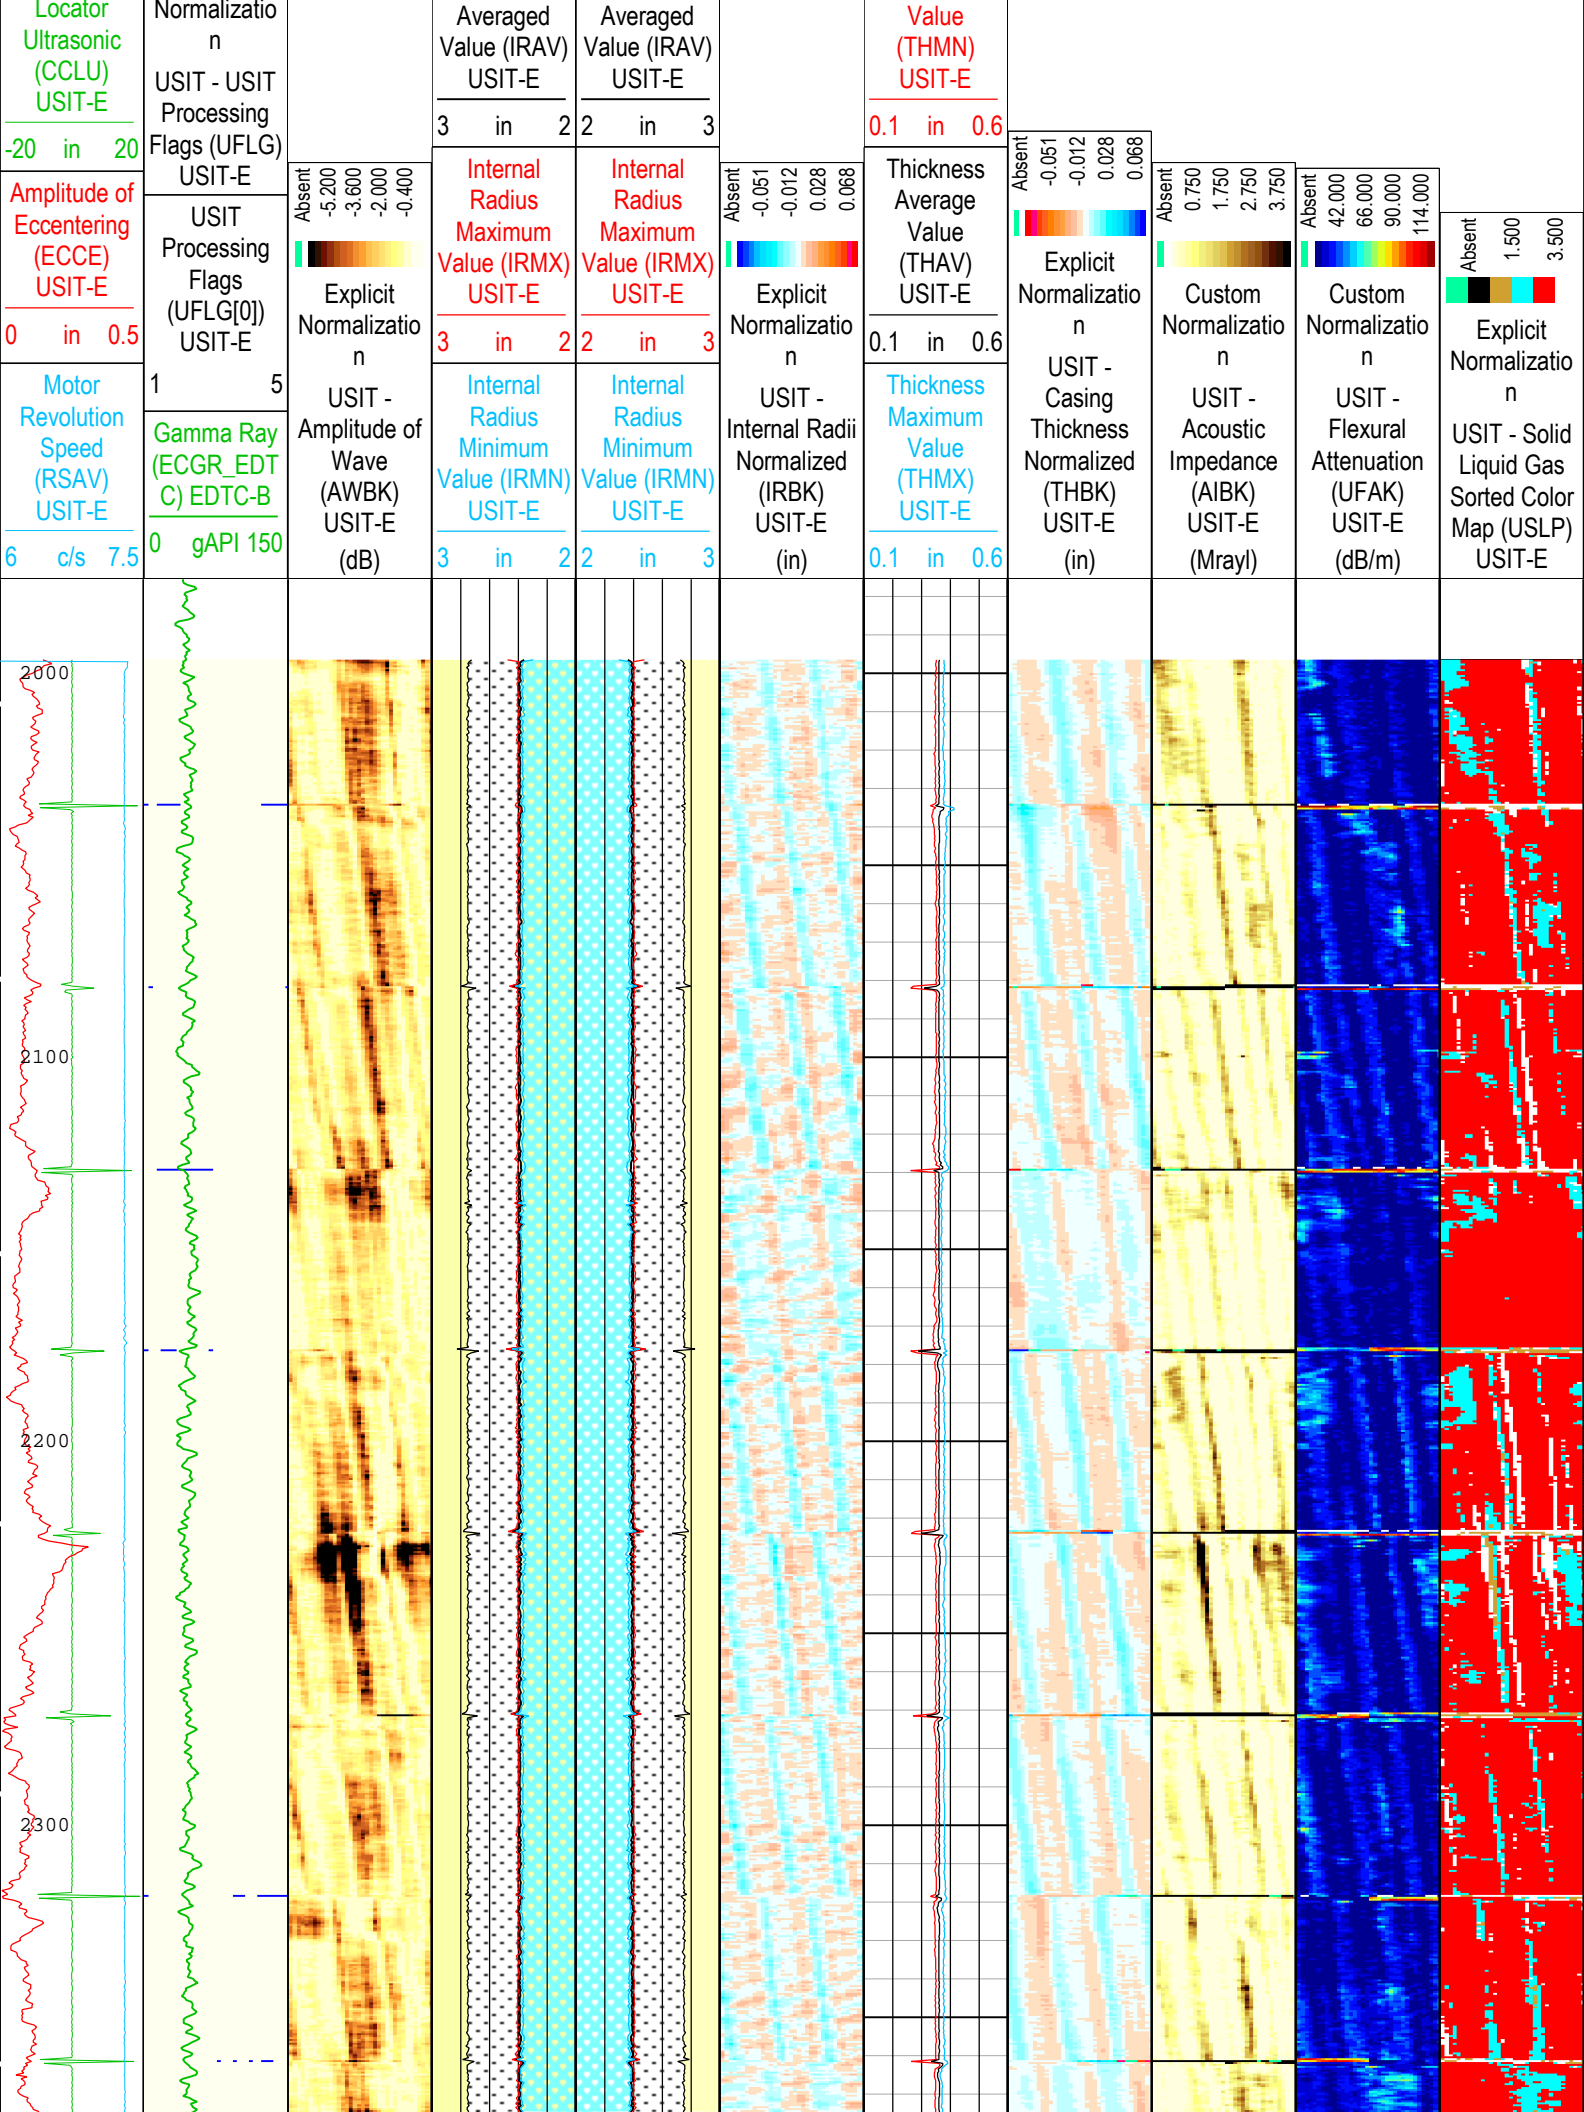 Locator
Ultrasonic
(CCLU)
USIT-E
-20 in 20
Amplitude of
Eccentering
(ECCE)
USIT-E
0 in 0.5
Motor
Revolution
Speed
(RSAV)
USIT-E
6 c/s 7.5
Normalizatio
n
USIT - USIT
Processing
Flags (UFLG)
USIT-E
USIT
Processing
Flags
(UFLG[0])
USIT-E
1 5
Gamma Ray
(ECGR_EDT
C) EDTC-B
0 gAPI 150
Absent
-5.200
-3.600
-2.000
-0.400
Explicit
Normalizatio
n
USIT -
Amplitude of
Wave
(AWBK)
USIT-E
(dB)
Averaged
Value (IRAV)
USIT-E
3 in 2
Internal
Radius
Maximum
Value (IRMX)
USIT-E
3 in 2
Internal
Radius
Minimum
Value (IRMN)
USIT-E
3 in 2
Averaged
Value (IRAV)
USIT-E
2 in 3
Internal
Radius
Maximum
Value (IRMX)
USIT-E
2 in 3
Internal
Radius
Minimum
Value (IRMN)
USIT-E
2 in 3
Absent
-0.051
-0.012
0.028
0.068
Explicit
Normalizatio
n
USIT -
Internal Radii
Normalized
(IRBK)
USIT-E
(in)
Value
(THMN)
USIT-E
0.1 in 0.6
Thickness
Average
Value
(THAV)
USIT-E
0.1 in 0.6
Thickness
Maximum
Value
(THMX)
USIT-E
0.1 in 0.6
Absent
-0.051
-0.012
0.028
0.068
Explicit
Normalizatio
n
USIT -
Casing
Thickness
Normalized
(THBK)
USIT-E
(in)
Absent
0.750
1.750
2.750
3.750
Custom
Normalizatio
n
USIT -
Acoustic
Impedance
(AIBK)
USIT-E
(Mrayl)
Absent
42.000
66.000
90.000
114.000
Custom
Normalizatio
n
USIT -
Flexural
Attenuation
(UFAK)
USIT-E
(dB/m)
Absent
1.500
3.500
Explicit
Normalizatio
n
USIT - Solid
Liquid Gas
Sorted Color
Map (USLP)
USIT-E
2000
2100
2200
2300